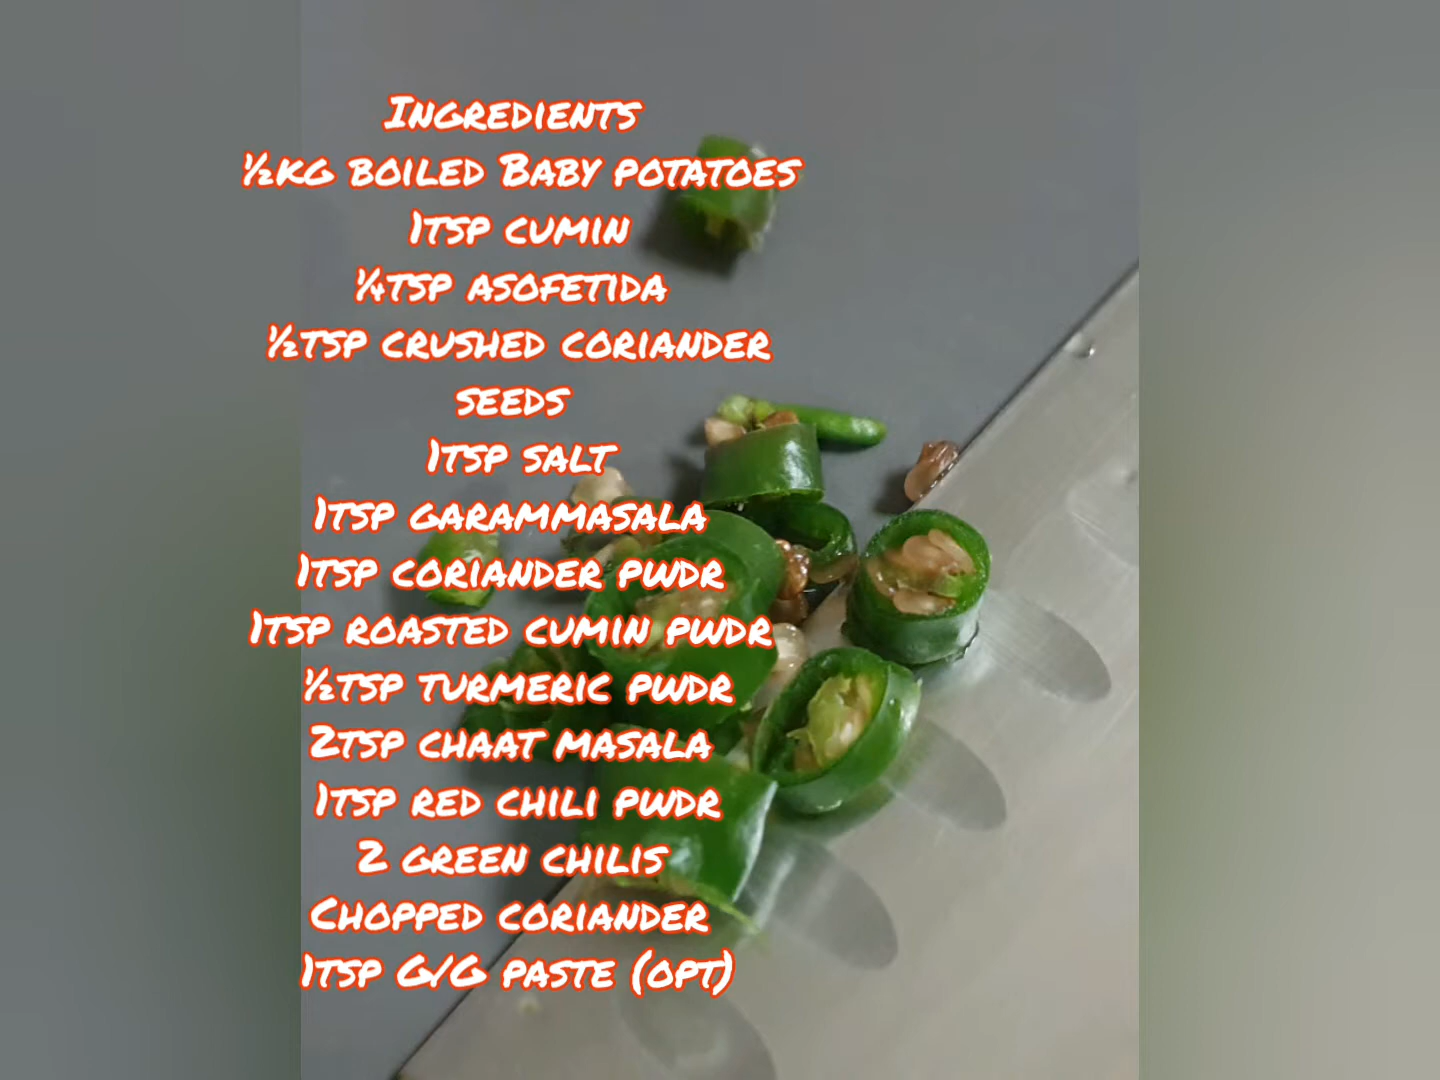 Ingredients
½kg boiled Baby potatoes
1tsp cumin
¼tsp asofetida
½tsp crushed coriander
seeds
1tsp salt
1tsp garammasala
1tsp coriander pwdr
1tsp roasted cumin pwdr
½tsp turmeric pwdr
2tsp chaat masala
1tsp red chili pwdr
2 green chilis
Chopped coriander
1tsp G/G paste (opt)